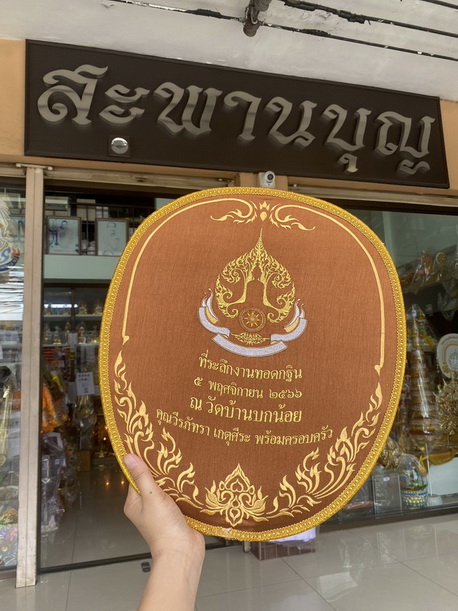 สะพานบุญ
ที่ระลึกงานทอดกฐิน
๕ พฤศจิกายน ๒๕๖๖
ณ วัดบ้านบกน้อย
คุณวีรภัทรา เกตุศีระ พร้อมครอบครัว